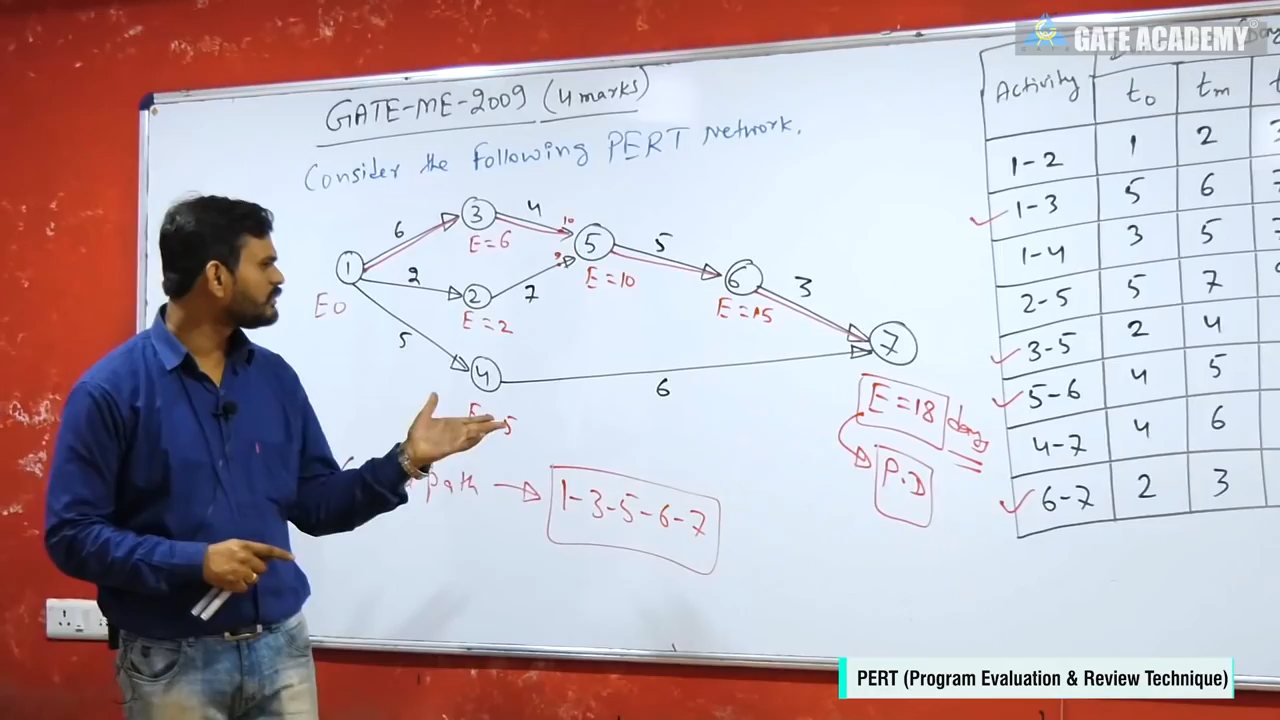 GATE ACADEMY
GATE-ME-2009 (4 marks)
Consider the Following PERT Network.
1
E0
6
2
5
3
E=6
2
E=2
4
5
4
10
9
7
5
E=10
5
6
E=15
3
7
6
E=18 days
P.D
path → 1-3-5-6-7
Activity to tm
1-2 1 2
✓ 1-3 5 6
1-4 3 5
2-5 5 7
✓ 3-5 2 4
✓ 5-6 4 5
4-7 4 6
✓ 6-7 2 3
PERT (Program Evaluation & Review Technique)